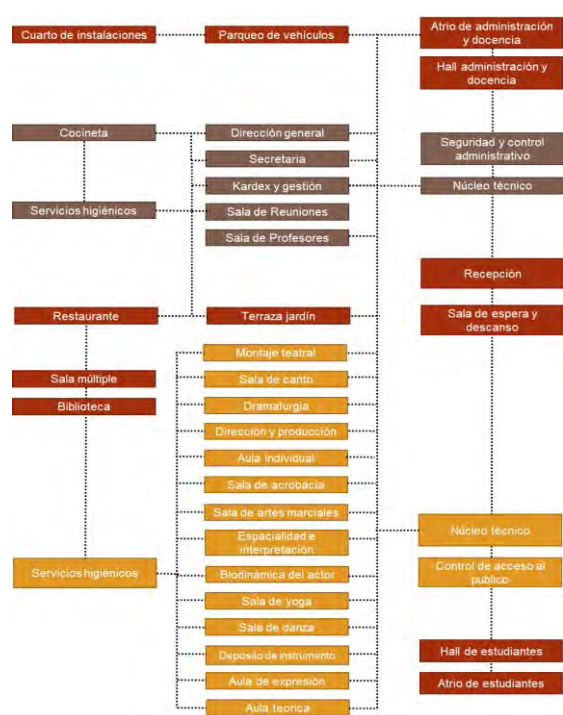 Cuarto de instalaciones
Parqueo de vehículos
Atrio de administración
y docencia
Hall administración y
docencia
Cocineta
Dirección general
Seguridad y control
administrativo
Secretaria
Kardex y gestión
Núcleo técnico
Servicios higiénicos
Sala de Reuniones
Sala de Profesores
Recepción
Restaurante
Terraza jardín
Sala de espera y
descanso
Montaje teatral
Sala múltiple
Sala de canto
Biblioteca
Dramaturgia
Dirección y producción
Aula individual
Sala de acrobacia
Sala de artes marciales
Espacialidad e
interpretación
Núcleo técnico
Servicios higiénicos
Biodinámica del actor
Control de acceso al
publico
Sala de yoga
Sala de danza
Hall de estudiantes
Deposito de instrumento
Aula de expresión
Atrio de estudiantes
Aula teorica